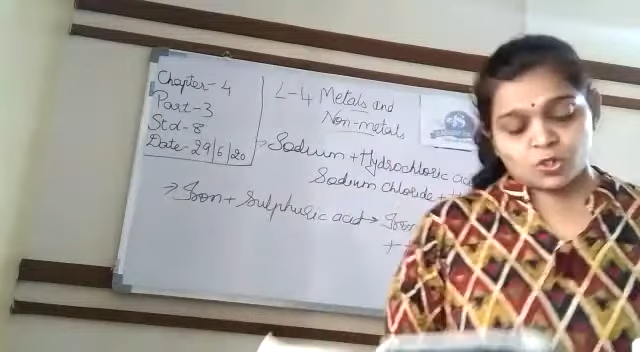 Chapter-4
Part-3
Std-8
Date-29/6/20
L-4 Metals and
Non-metals
→ Sodium + Hydrochloric
Sodium chloride +
→ Iron + Sulphuric acid → Iron
+